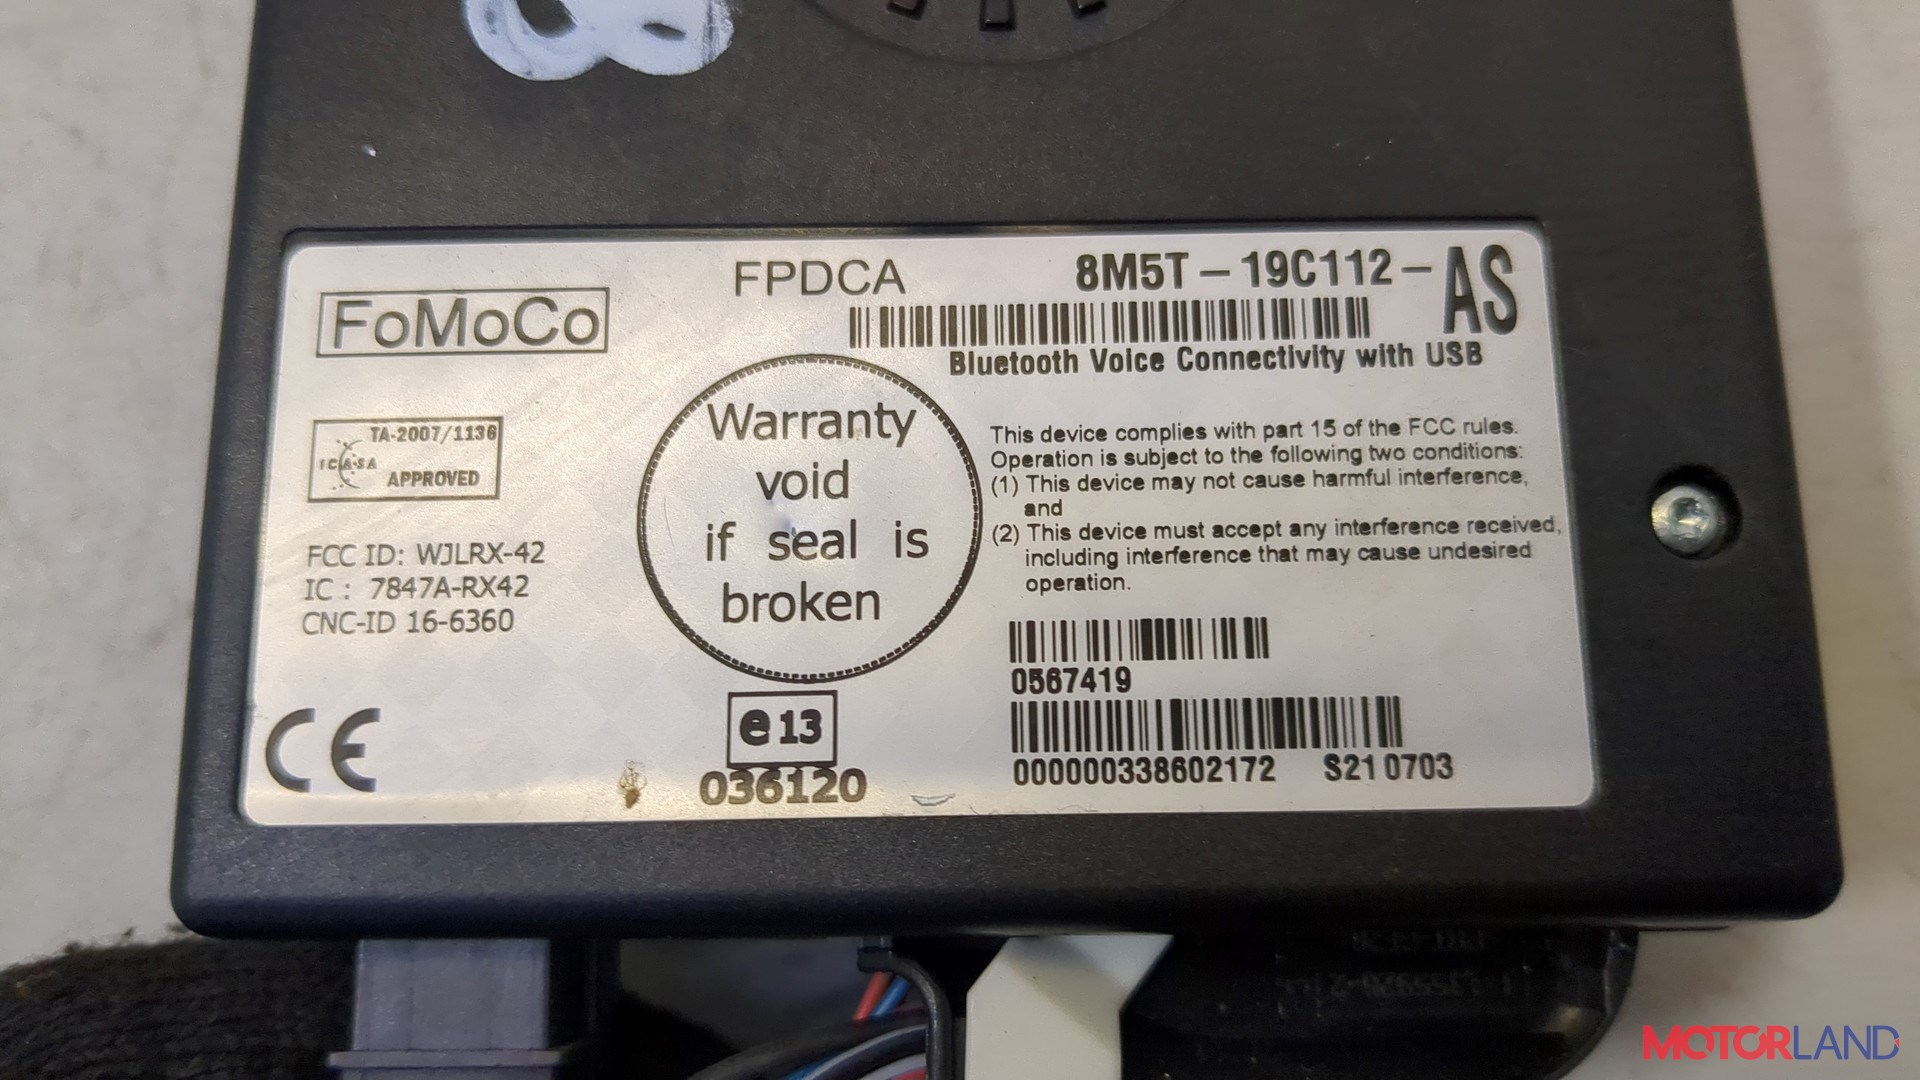 FoMoCo
FPDCA
8M5T – 19C112 – AS
Bluetooth Voice Connectivity with USB
TA-2007/1136
ICASA
APPROVED
FCC ID: WJLRX-42
IC : 7847A-RX42
CNC-ID 16-6360
Warranty
void
if seal is
broken
This device complies with part 15 of the FCC rules.
Operation is subject to the following two conditions:
(1) This device may not cause harmful interference,
and
(2) This device must accept any interference received,
including interference that may cause undesired
operation.
0567419
000000338602172 S21 0703
CE
e 13
036120
MOTORLAND